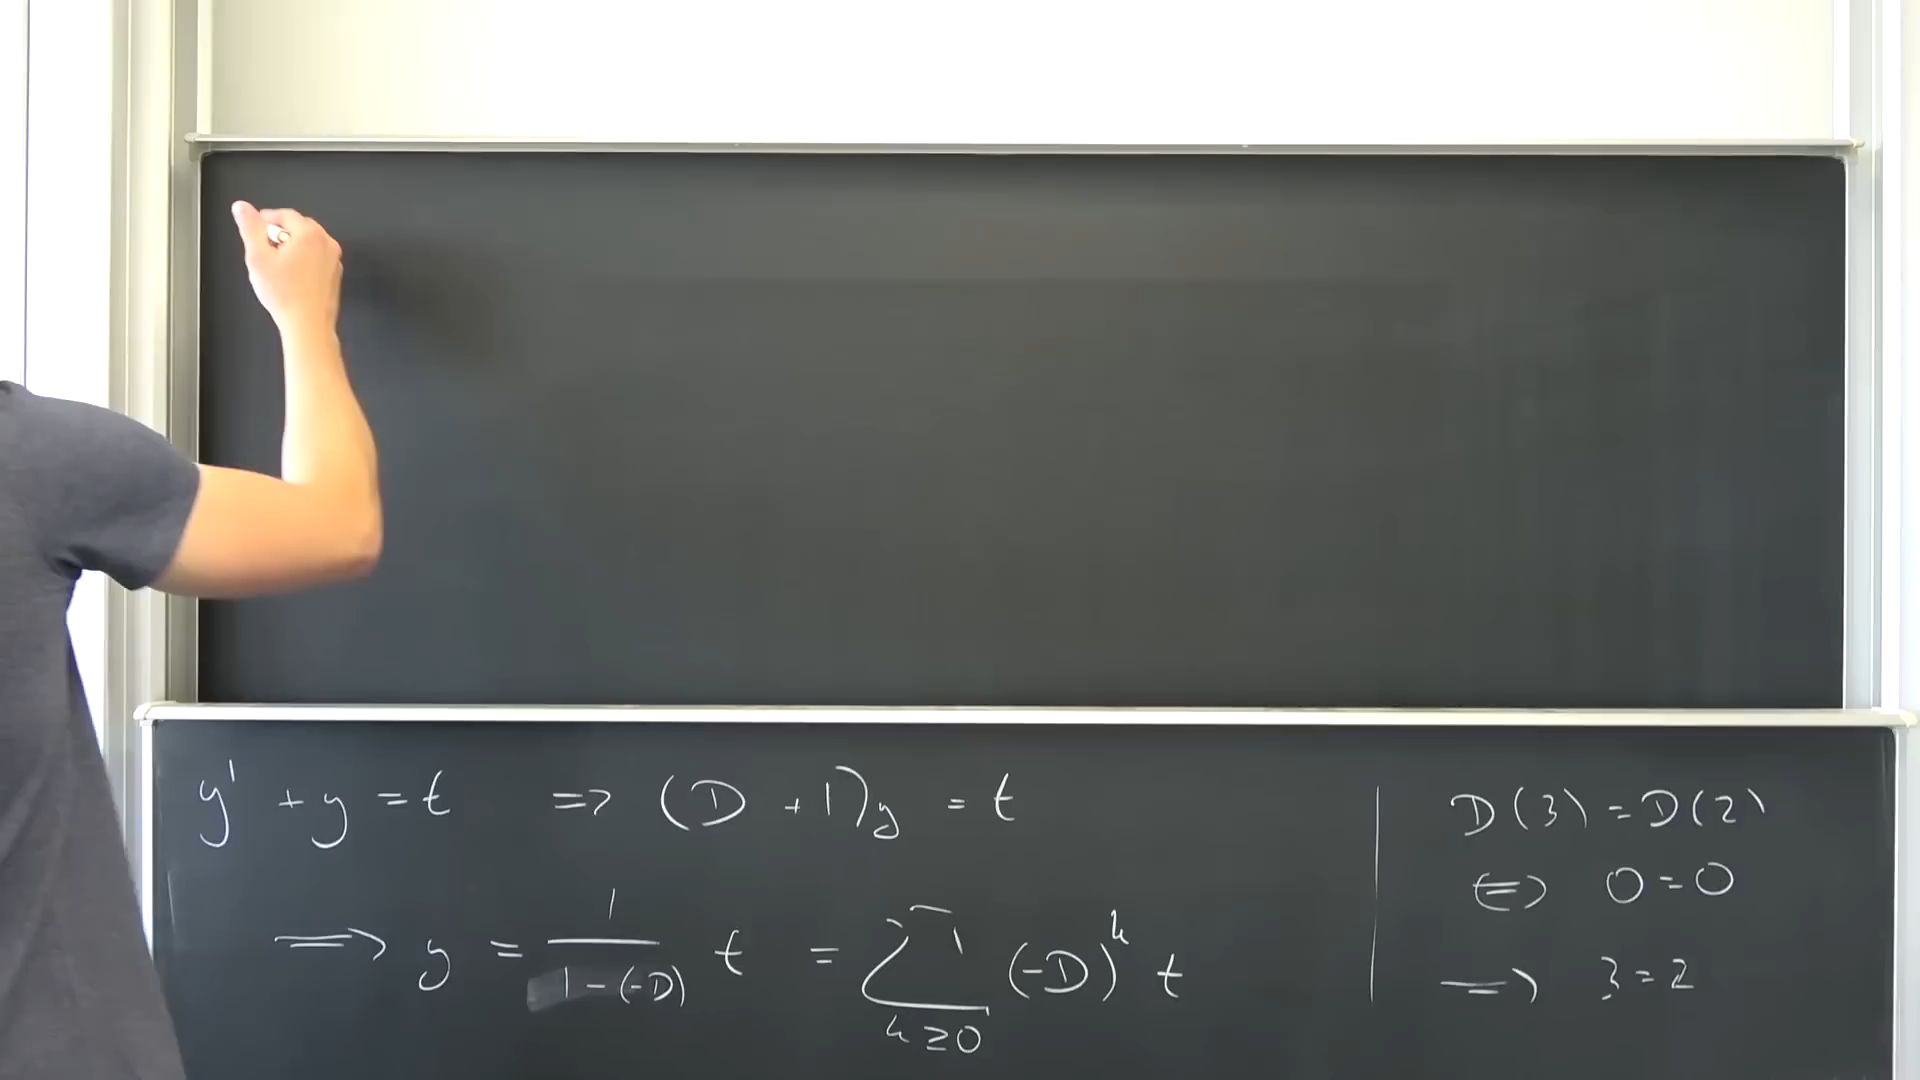 y' + y = t ⇒ (D + 1)y = t
⟹ y = 1/(1-(-D)) t = ∑_{k≥0} (-D)^k t
D(3) = D(2)
⇔ 0 = 0
⟹ 3 = 2